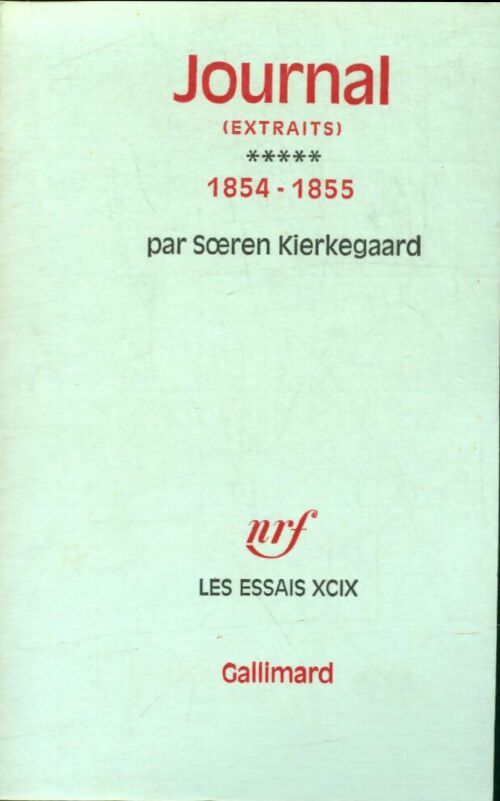 Journal
(EXTRAITS)
*****
1854 - 1855
par Sœren Kierkegaard
nrf
LES ESSAIS XCIX
Gallimard